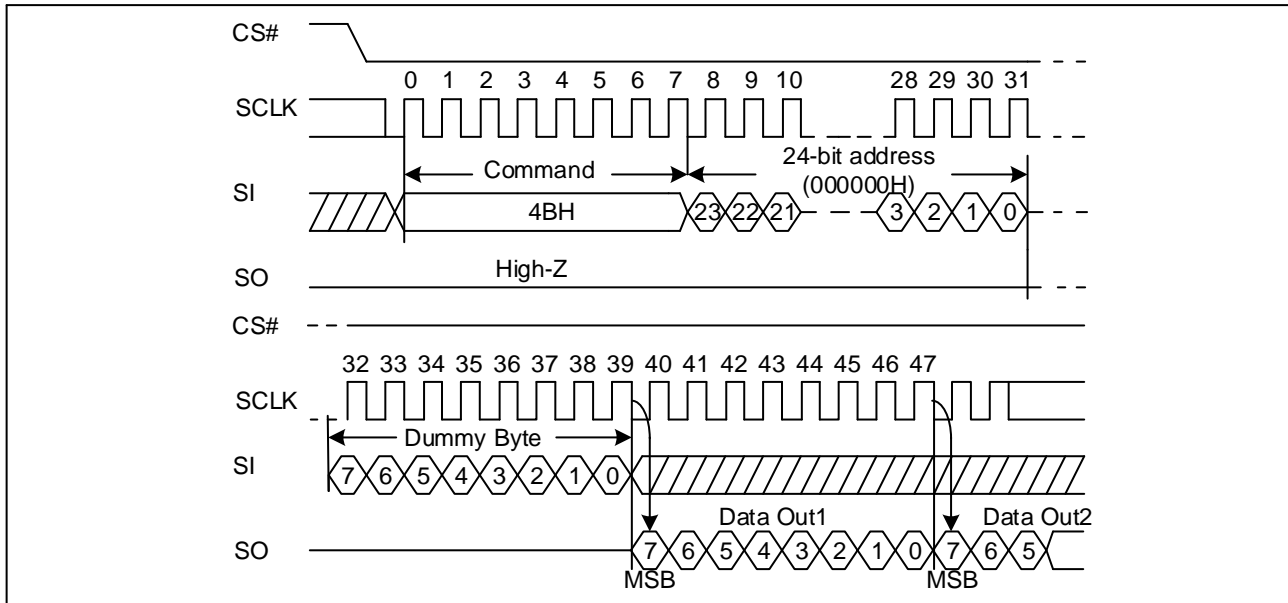 CS#
0 1 2 3 4 5 6 7 8 9 10 28 29 30 31
SCLK
Command
24-bit address
(000000H)
SI
4BH
23 22 21 3 2 1 0
High-Z
SO
CS#
32 33 34 35 36 37 38 39 40 41 42 43 44 45 46 47
SCLK
Dummy Byte
SI
7 6 5 4 3 2 1 0
Data Out1
Data Out2
SO
7 6 5 4 3 2 1 0 7 6 5
MSB
MSB